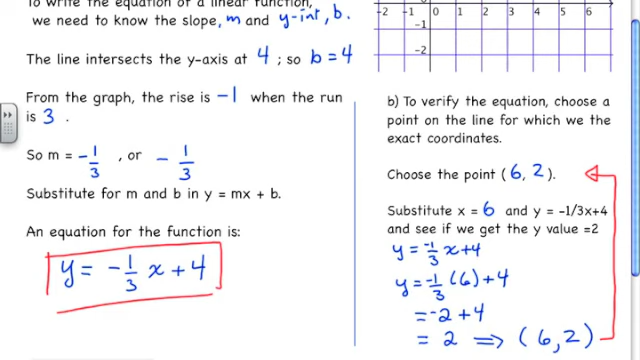 To write the equation of a linear function,
we need to know the slope, m and y-int, b.
The line intersects the y-axis at 4 ; so b = 4
From the graph, the rise is -1 when the run
is 3 .
So m = -1/3 , or - 1/3
Substitute for m and b in y = mx + b.
An equation for the function is:
y = - 1/3 x + 4
-2 -1 0 1 2 3 4 5 6
-1
-2
b) To verify the equation, choose a
point on the line for which we the
exact coordinates.
Choose the point ( 6, 2 ).
Substitute x = 6 and y = -1/3x+4
and see if we get the y value =2
y = -1/3 x + 4
y = -1/3 (6) + 4
= -2 + 4
= 2 ⟹ ( 6, 2 )